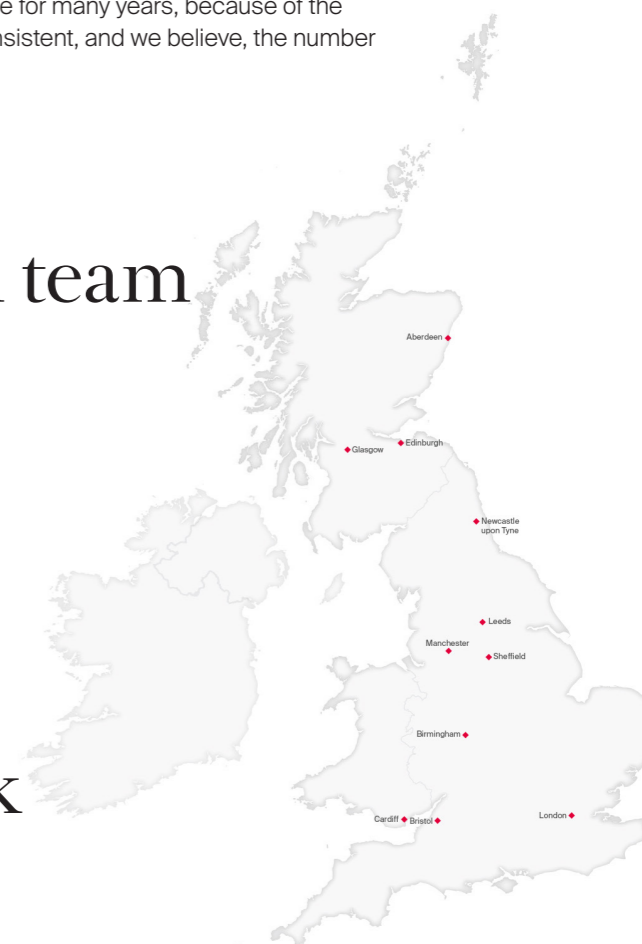 e for many years, because of the
nsistent, and we believe, the number
team
Aberdeen
Edinburgh
Glasgow
Newcastle
upon Tyne
Leeds
Manchester
Sheffield
Birmingham
Cardiff
Bristol
London